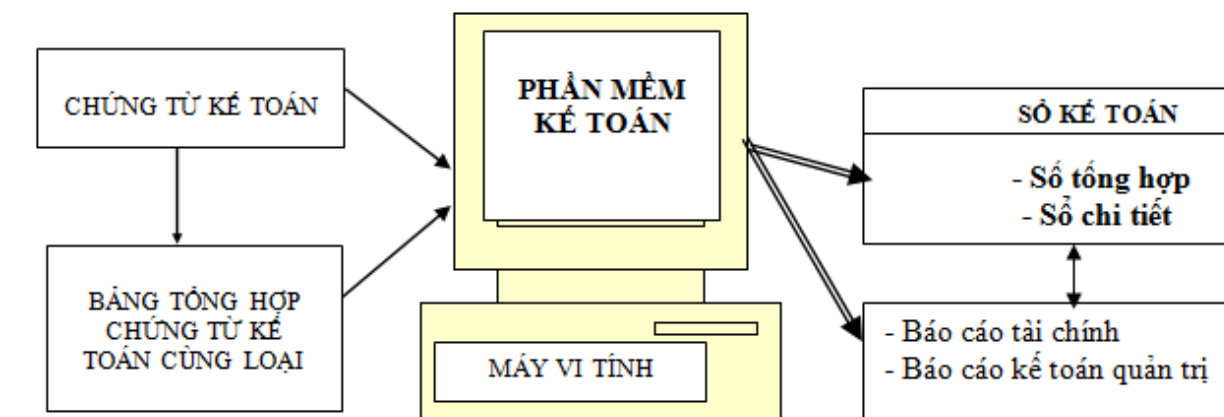 CHỨNG TỪ KẾ TOÁN
BẢNG TỔNG HỢP
CHỨNG TỪ KẾ
TOÁN CÙNG LOẠI
PHẦN MỀM
KẾ TOÁN
MÁY VI TÍNH
SỔ KẾ TOÁN
- Số tổng hợp
- Sổ chi tiết
- Báo cáo tài chính
- Báo cáo kế toán quản trị